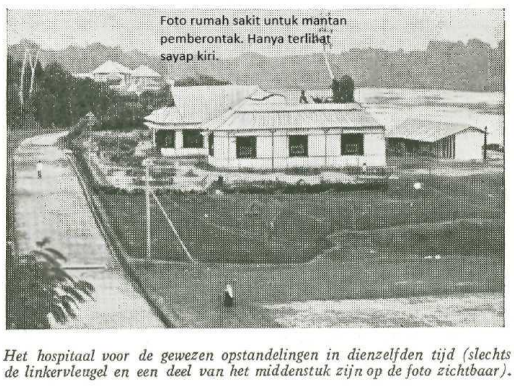 Foto rumah sakit untuk mantan
pemberontak. Hanya terlihat
sayap kiri.
Het hospitaal voor de gewezen opstandelingen in dienzelfden tijd (slechts
de linkervleugel en een deel van het middenstuk zijn op de foto zichtbaar).